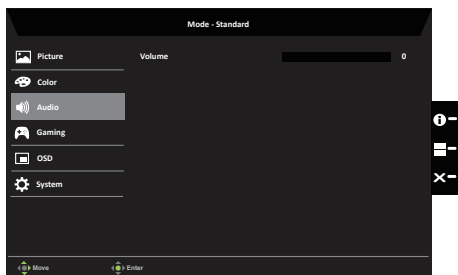 Mode - Standard
Picture
Volume
0
Color
Audio
Gaming
OSD
System
Move
Enter